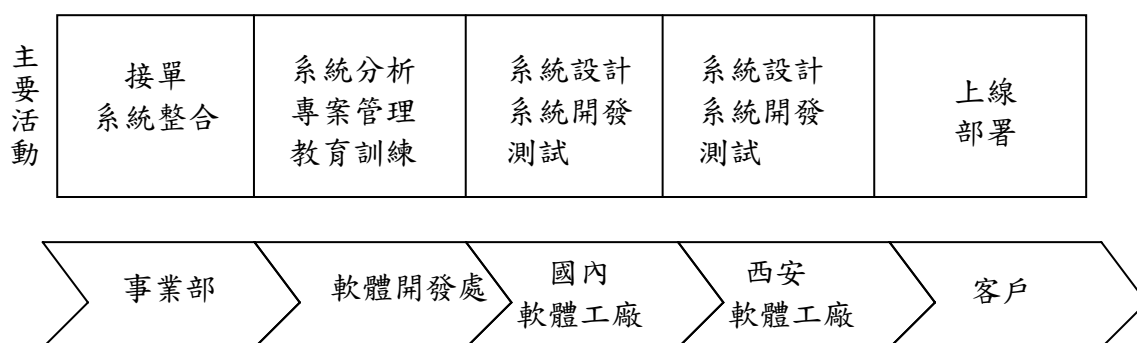 主要活動
接單
系統整合
系統分析
專案管理
教育訓練
系統設計
系統開發
測試
系統設計
系統開發
測試
上線
部署
事業部
軟體開發處
國內
軟體工廠
西安
軟體工廠
客戶